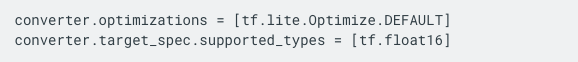 converter.optimizations = [tf.lite.Optimize.DEFAULT]
converter.target_spec.supported_types = [tf.float16]